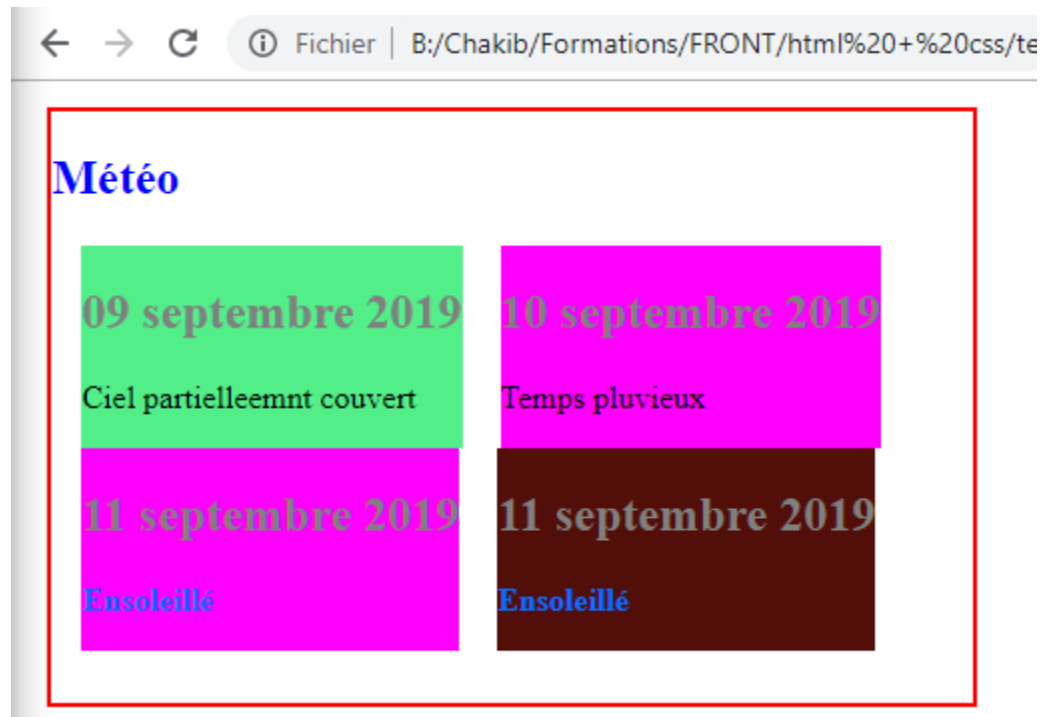 Fichier B:/Chakib/Formations/FRONT/html%20+%20css/te
Météo
09 septembre 2019
Ciel partielleemnt couvert
10 septembre 2019
Temps pluvieux
11 septembre 2019
Ensoleillé
11 septembre 2019
Ensoleillé